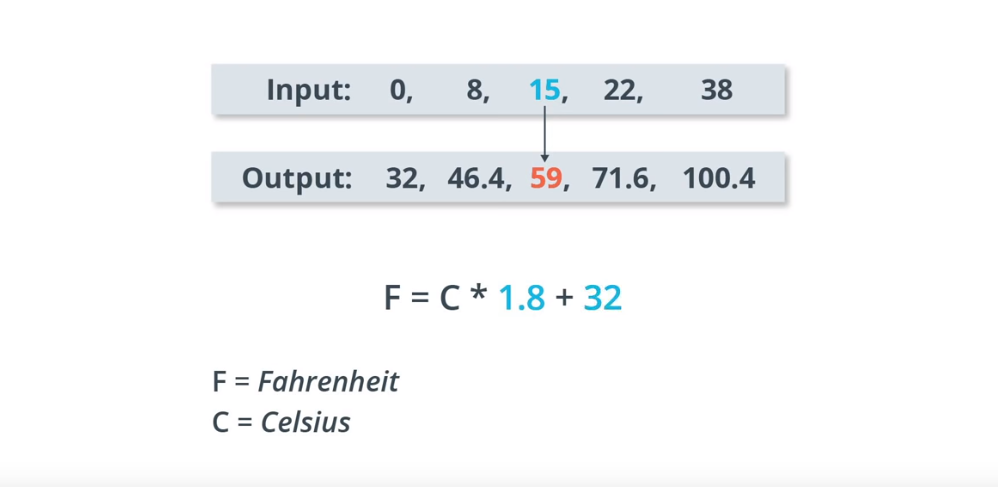 Input: 0, 8, 15, 22, 38
Output: 32, 46.4, 59, 71.6, 100.4
F = C * 1.8 + 32
F = Fahrenheit
C = Celsius